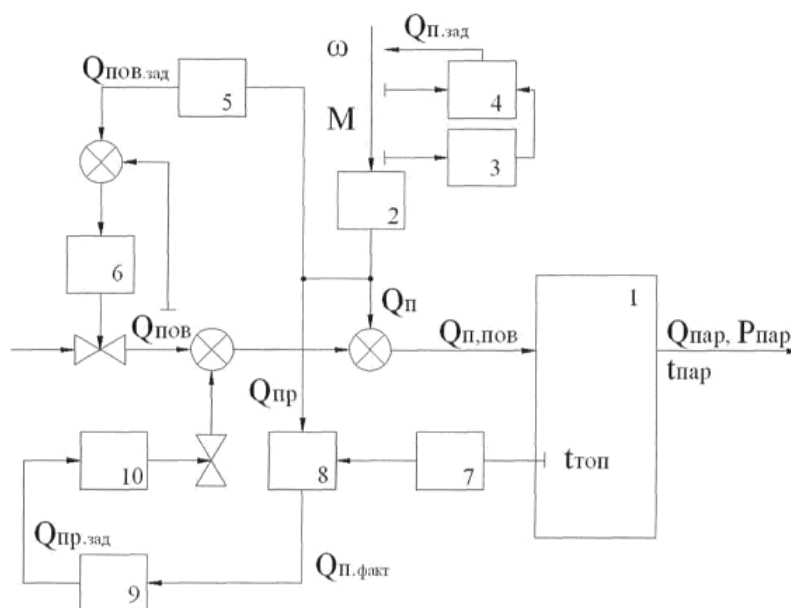 ω
Qп.зад
Qпов.зад
5
4
М
3
2
6
1
Qп
Qпов
Qп,пов
Qпар, Pпар
tпар
Qпр
10
8
7
tтоп
Qпр.зад
Qп.факт
9